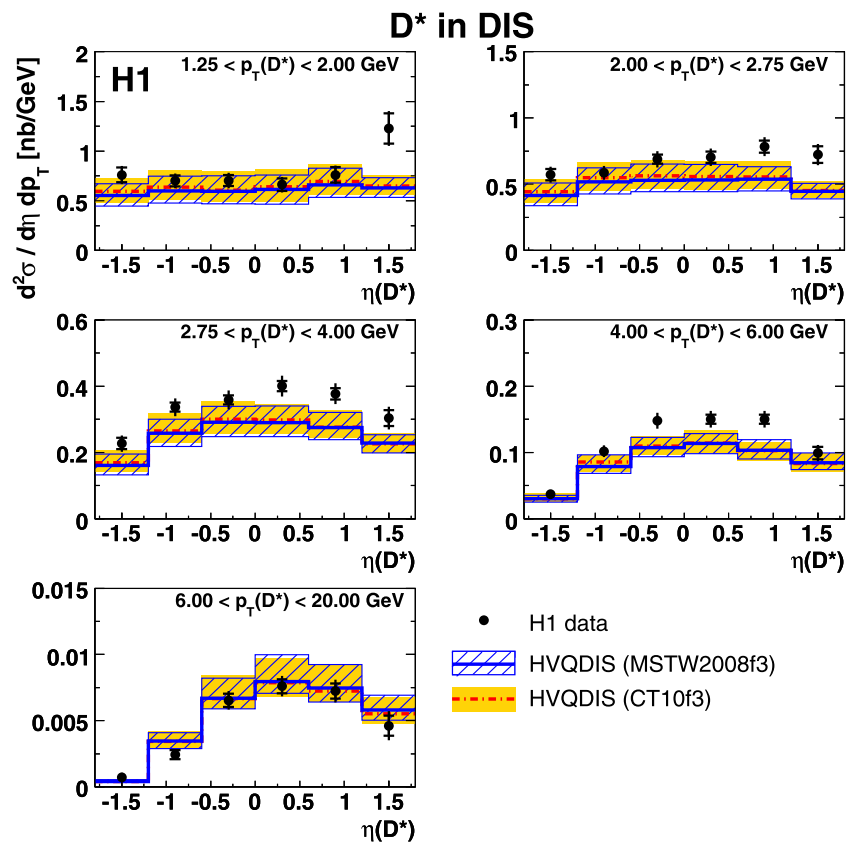 D* in DIS
H1
1.25 < p_T(D*) < 2.00 GeV
d²σ / dη dp_T [nb/GeV]
2
1.5
1
0.5
0
-1.5 -1 -0.5 0 0.5 1 1.5
η(D*)
2.00 < p_T(D*) < 2.75 GeV
1.5
1
0.5
0
-1.5 -1 -0.5 0 0.5 1 1.5
η(D*)
2.75 < p_T(D*) < 4.00 GeV
0.6
0.4
0.2
0
-1.5 -1 -0.5 0 0.5 1 1.5
η(D*)
4.00 < p_T(D*) < 6.00 GeV
0.3
0.2
0.1
0
-1.5 -1 -0.5 0 0.5 1 1.5
η(D*)
6.00 < p_T(D*) < 20.00 GeV
0.015
0.01
0.005
0
-1.5 -1 -0.5 0 0.5 1 1.5
η(D*)
H1 data
HVQDIS (MSTW2008f3)
HVQDIS (CT10f3)